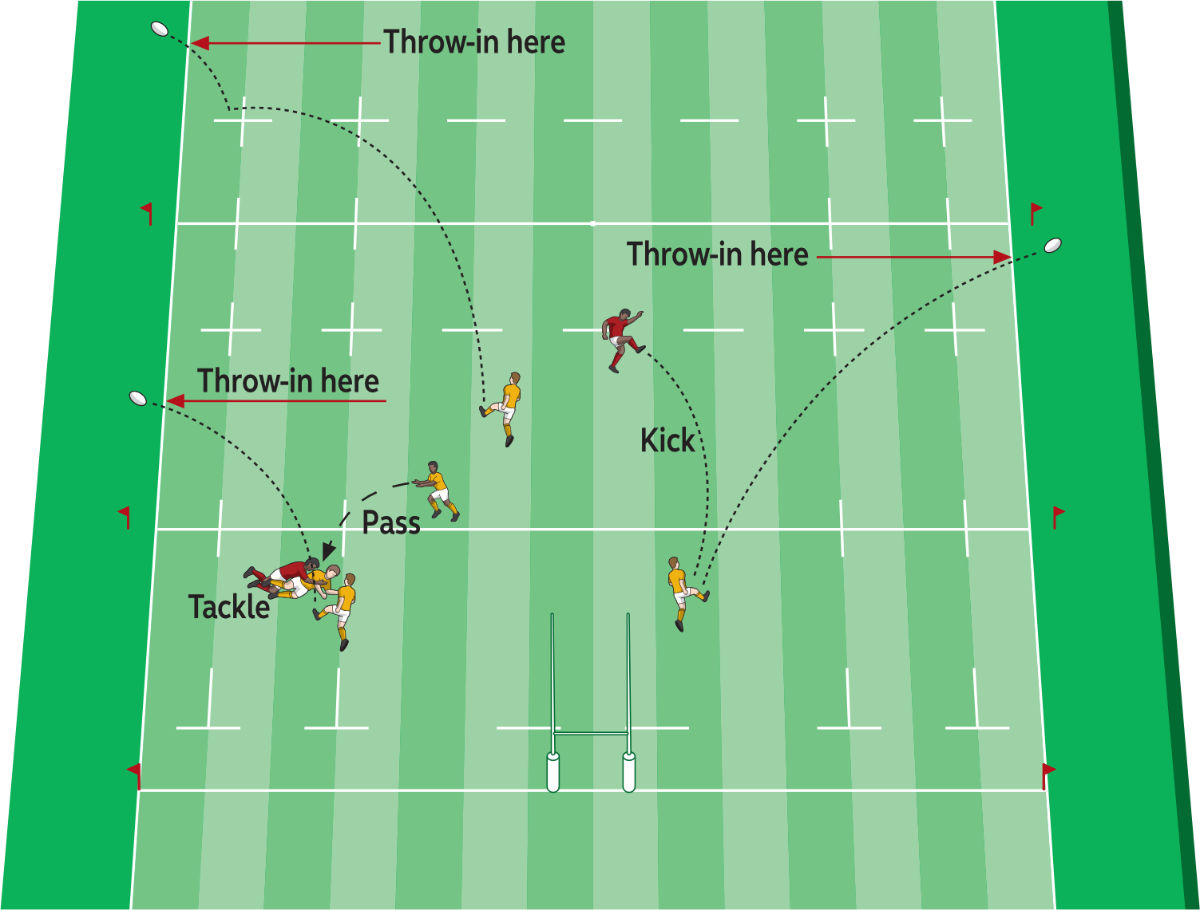 Throw-in here
Throw-in here
Throw-in here
Kick
Pass
Tackle